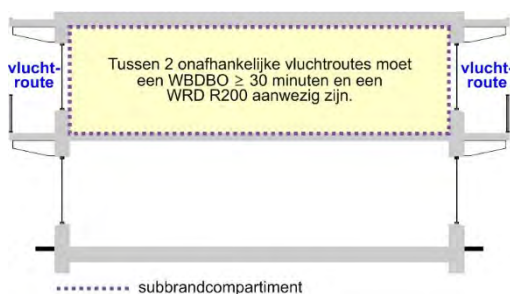 Tussen 2 onafhankelijke vluchtroutes moet
een WBDBO ≥ 30 minuten en een
WRD R200 aanwezig zijn.
vlucht-
route
vlucht-
route
subbrandcompartiment